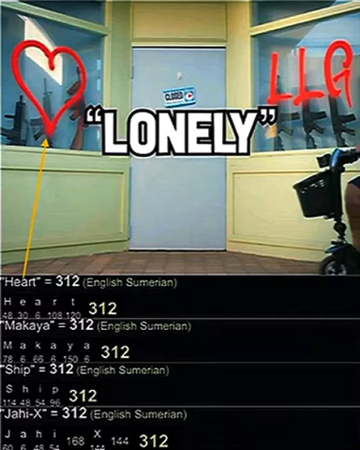 CLOSED
LLG
“LONELY”
"Heart" = 312 (English Sumerian)
H e a r t
48 30 6 108 120 312
"Makaya" = 312 (English Sumerian)
M a k a y a
78 6 66 6 150 6 312
"Ship" = 312 (English Sumerian)
S h i p
114 48 54 96 312
"Jahi-X" = 312 (English Sumerian)
J a h i X
60 6 48 54 168 144 144 312